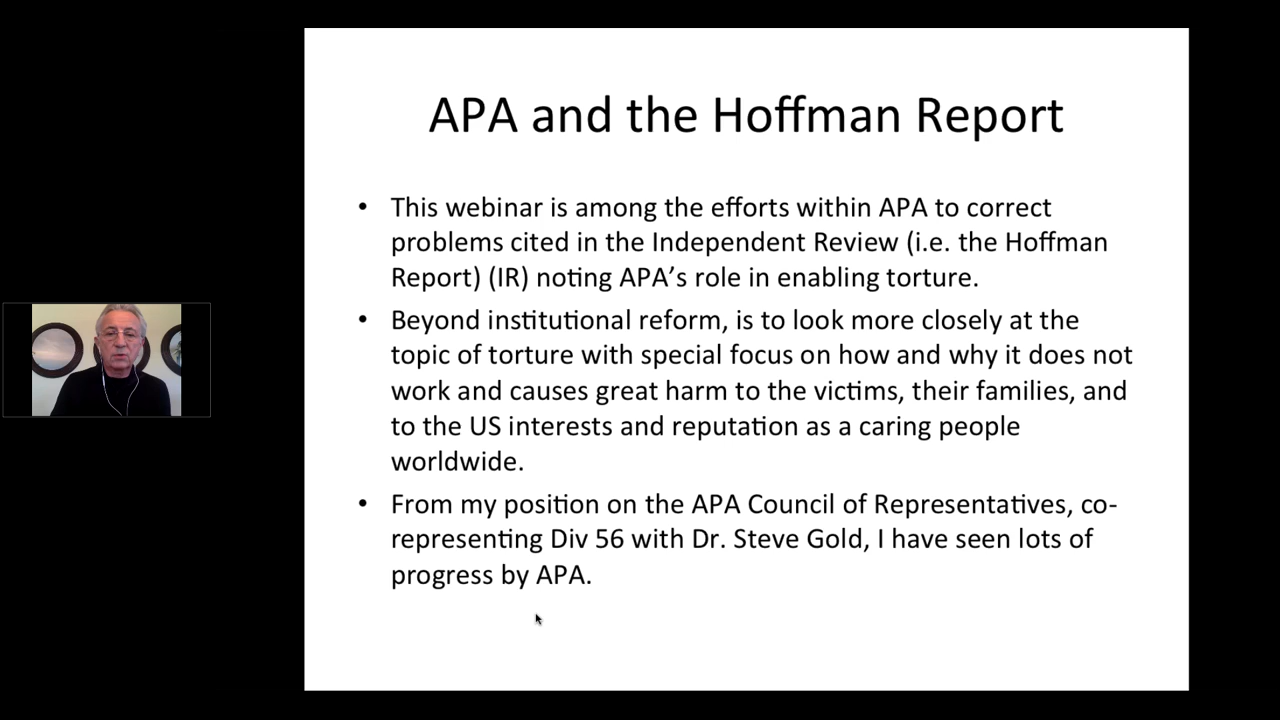 APA and the Hoffman Report
• This webinar is among the efforts within APA to correct
problems cited in the Independent Review (i.e. the Hoffman
Report) (IR) noting APA’s role in enabling torture.
• Beyond institutional reform, is to look more closely at the
topic of torture with special focus on how and why it does not
work and causes great harm to the victims, their families, and
to the US interests and reputation as a caring people
worldwide.
• From my position on the APA Council of Representatives, co-
representing Div 56 with Dr. Steve Gold, I have seen lots of
progress by APA.